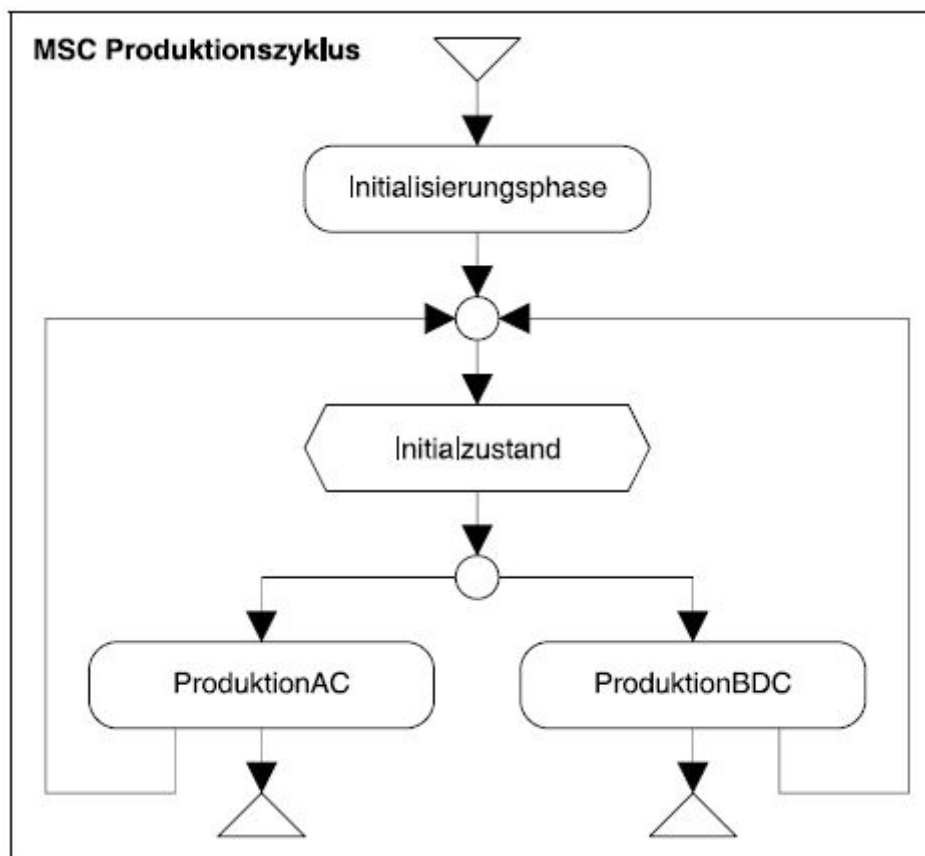 MSC Produktionszyklus
Initialisierungsphase
Initialzustand
ProduktionAC
ProduktionBDC